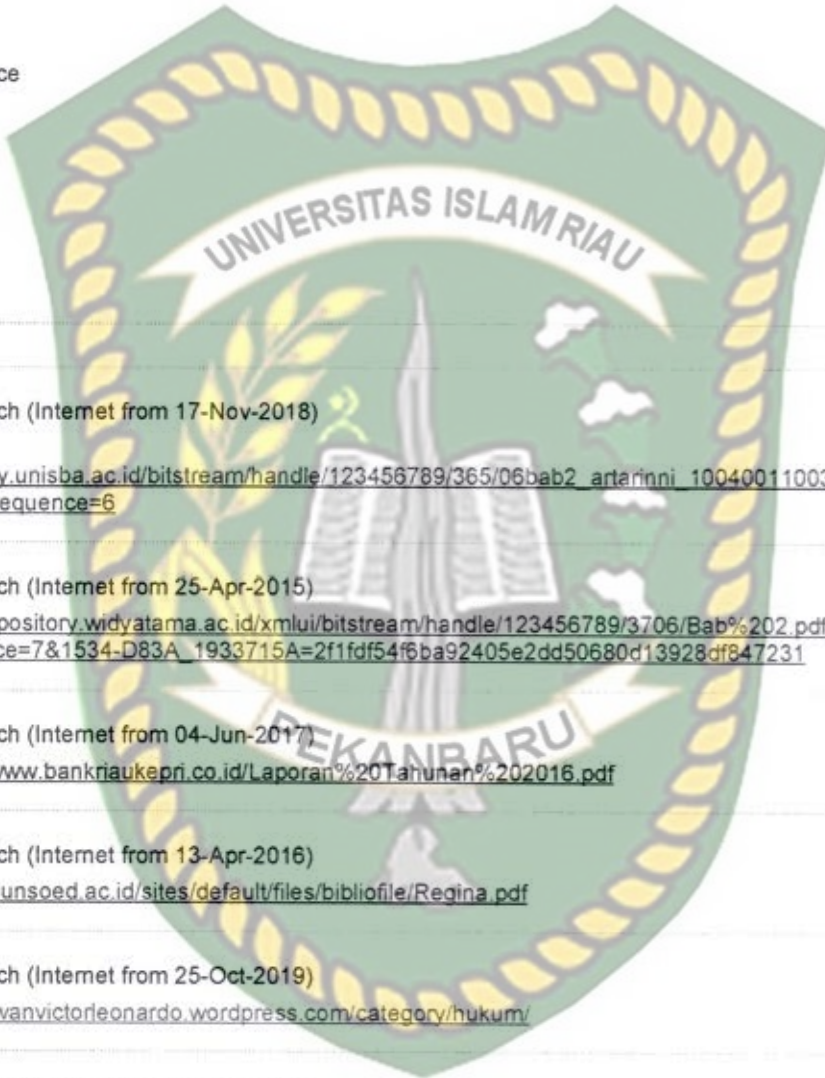 ce
UNIVERSITAS ISLAM RIAU
ch (Internet from 17-Nov-2018)
y.unisba.ac.id/bitstream/handle/123456789/365/06bab2_artarinni_10040011003
equence=6
ch (Internet from 25-Apr-2015)
pository.widyatama.ac.id/xmlui/bitstream/handle/123456789/3706/Bab%202.pdf
ce=7&1534-D83A_1933715A=2f1fdf54f6ba92405e2dd50680d13928df847231
ch (Internet from 04-Jun-2017)
PEKANBARU
www.bankriaukepri.co.id/Laporan%20Tahunan%202016.pdf
ch (Internet from 13-Apr-2016)
unsoed.ac.id/sites/default/files/bibliofile/Regina.pdf
ch (Internet from 25-Oct-2019)
vanvictorleonardo.wordpress.com/category/hukum/